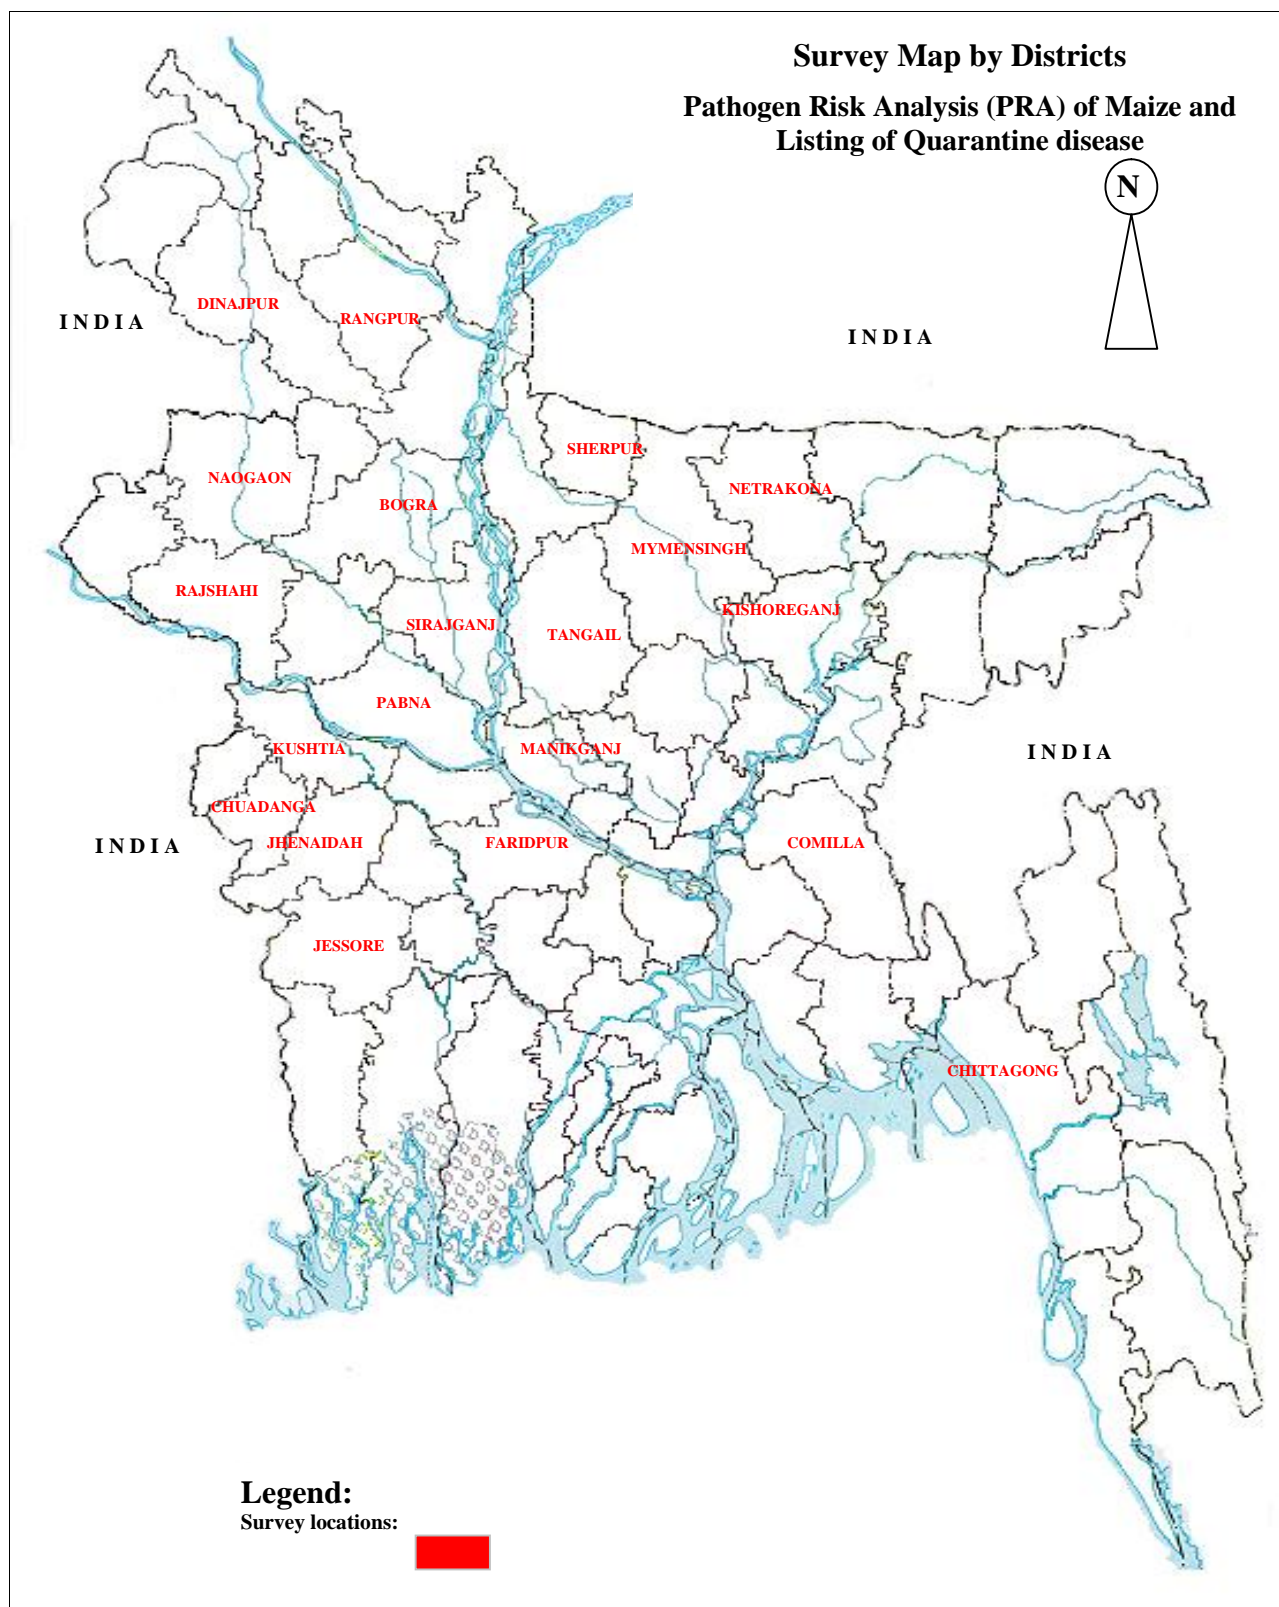 Survey Map by Districts
Pathogen Risk Analysis (PRA) of Maize and
Listing of Quarantine disease
N
DINAJPUR
RANGPUR
INDIA
INDIA
SHERPUR
NAOGAON
NETRAKONA
BOGRA
MYMENSINGH
RAJSHAHI
KISHOREGANJ
SIRAJGANJ
TANGAIL
PABNA
KUSHTIA
MANIKGANJ
INDIA
CHUADANGA
JHENAIDAH
FARIDPUR
COMILLA
INDIA
JESSORE
CHITTAGONG
Legend:
Survey locations: